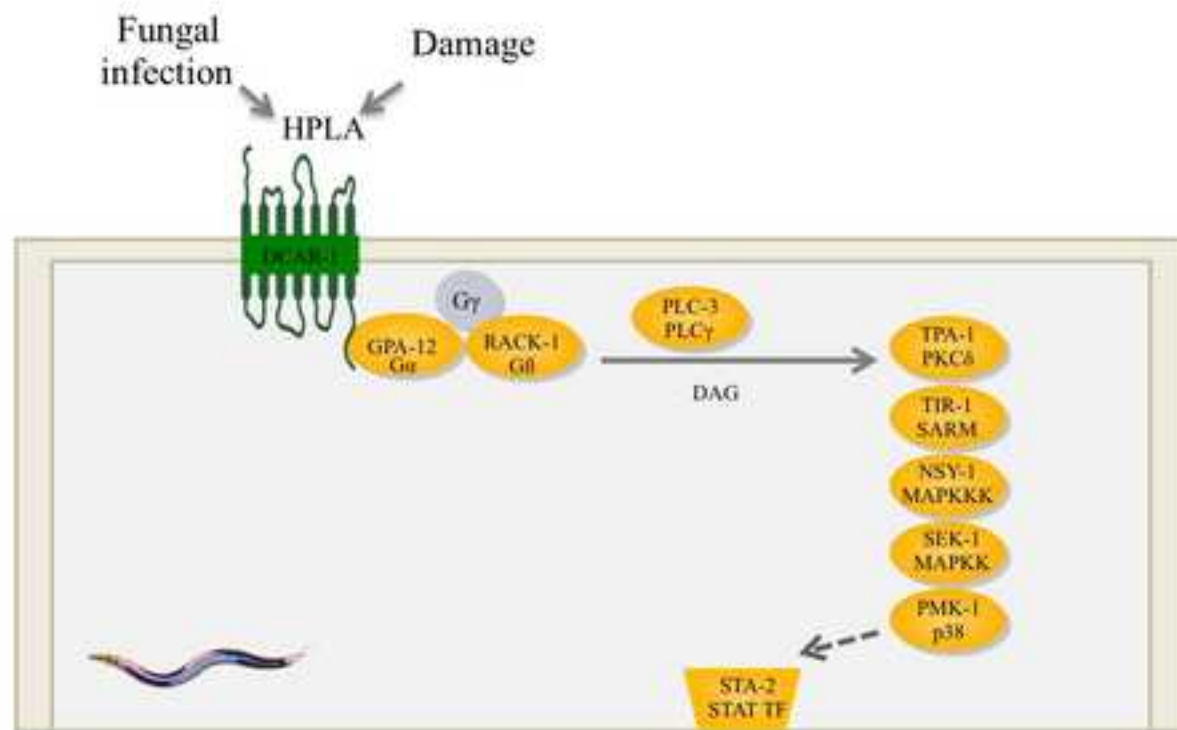 Fungal
infection
Damage
HPLA
DCAR-1
Gγ
GPA-12
Gα
RACK-1
Gß
PLC-3
PLCγ
DAG
TPA-1
PKCδ
TIR-1
SARM
NSY-1
MAPKKK
SEK-1
MAPKK
PMK-1
p38
STA-2
STAT TF